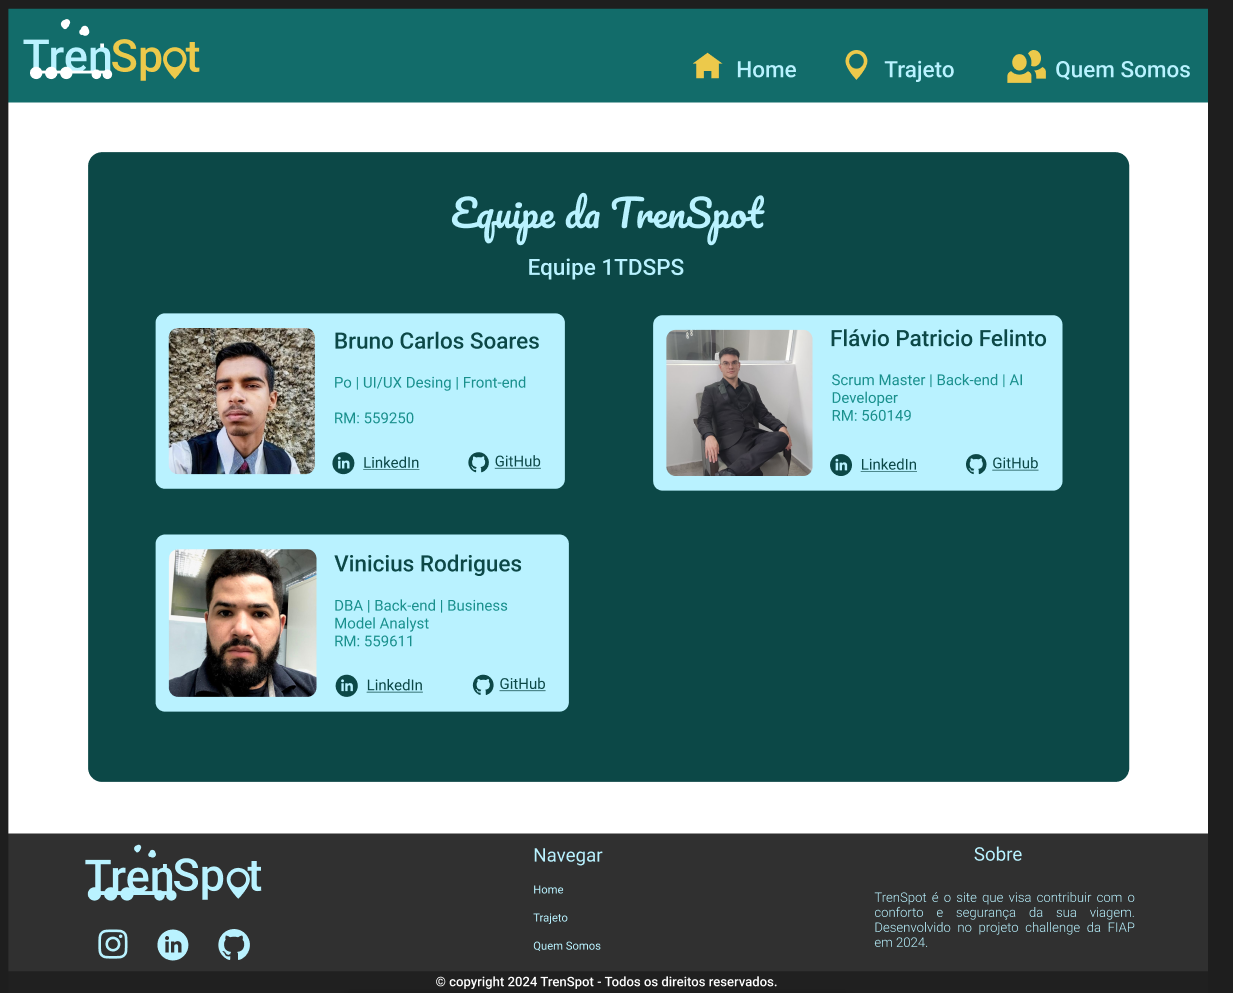 TrenSpot
Home
Trajeto
Quem Somos
Equipe da TrenSpot
Equipe 1TDSPS
Bruno Carlos Soares
Po | UI/UX Desing | Front-end
RM: 559250
LinkedIn
GitHub
Flávio Patricio Felinto
Scrum Master | Back-end | AI
Developer
RM: 560149
LinkedIn
GitHub
Vinicius Rodrigues
DBA | Back-end | Business
Model Analyst
RM: 559611
LinkedIn
GitHub
TrenSpot
Navegar
Home
Trajeto
Quem Somos
Sobre
TrenSpot é o site que visa contribuir com o
conforto e segurança da sua viagem.
Desenvolvido no projeto challenge da FIAP
em 2024.
© copyright 2024 TrenSpot - Todos os direitos reservados.